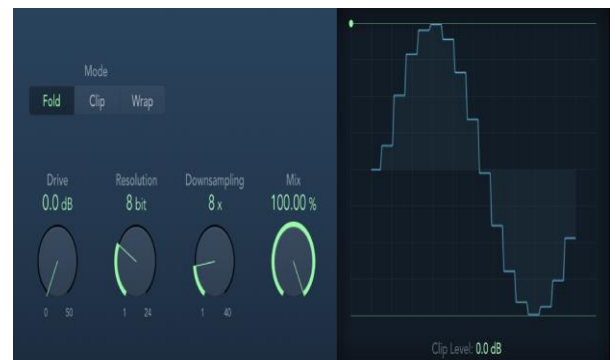 Mode
Fold Clip Wrap
Drive Resolution Downsampling Mix
0.0 dB 8 bit 8 x 100.00 %
0 50 1 24 1 40
Clip Level: 0.0 dB